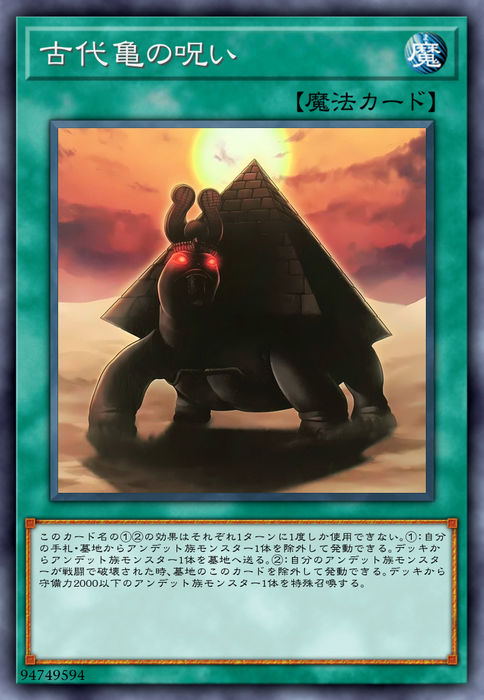 古代亀の呪い
魔
【魔法カード】
このカード名の①②の効果はそれぞれ1ターンに1度しか使用できない。①:自分
の手札・墓地からアンデット族モンスター1体を除外して発動できる。デッキか
らアンデット族モンスター1体を墓地へ送る。②:自分のアンデット族モンスタ
ーが戦闘で破壊された時、墓地のこのカードを除外して発動できる。デッキから
守備力2000以下のアンデット族モンスター1体を特殊召喚する。
94749594